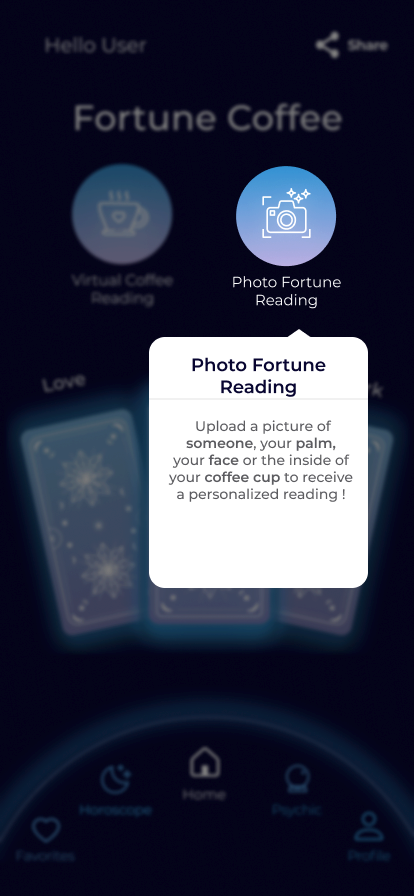 Hello User
Share
Fortune Coffee
Virtual Coffee
Reading
Photo Fortune
Reading
Love
Photo Fortune
Reading
Upload a picture of
someone, your palm,
your face or the inside of
your coffee cup to receive
a personalized reading !
Home
Horoscope
Psychic
Favorites
Profile